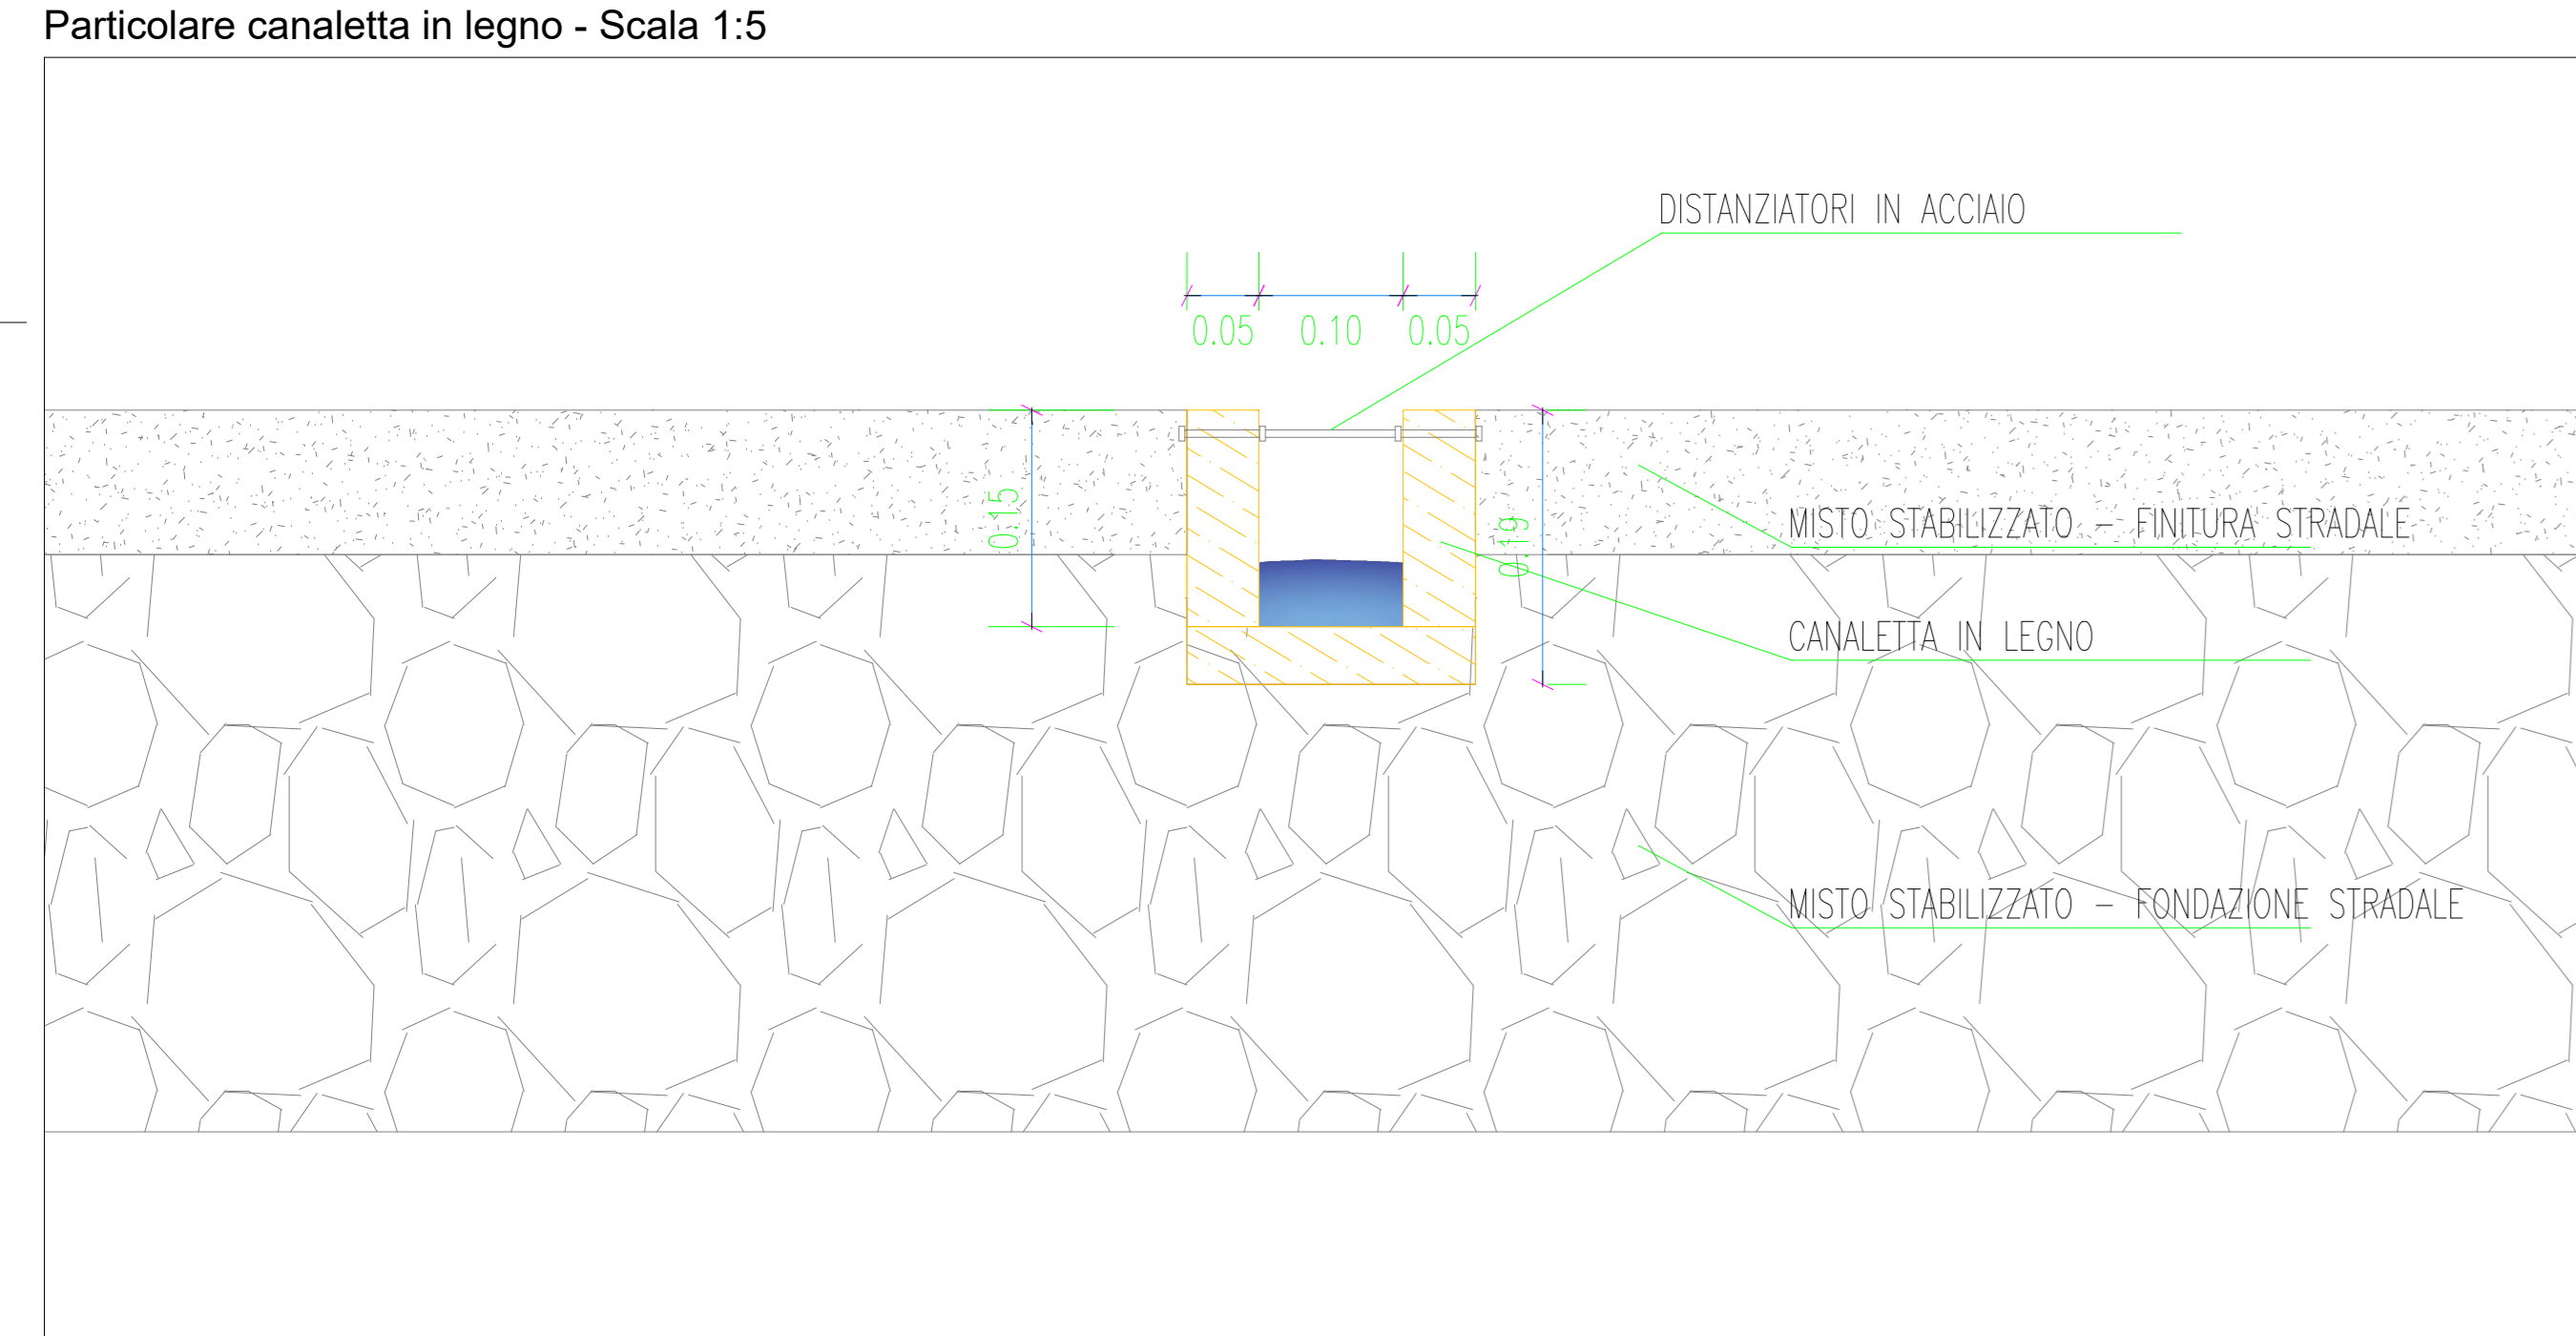 Particolare canaletta in legno - Scala 1:5
DISTANZIATORI IN ACCIAIO
0.05 0.10 0.05
0.15
0.19
MISTO STABILIZZATO – FINITURA STRADALE
CANALETTA IN LEGNO
MISTO STABILIZZATO – FONDAZIONE STRADALE